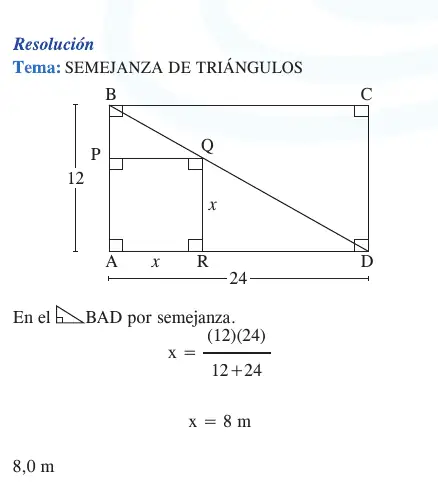 Resolución
Tema: SEMEJANZA DE TRIÁNGULOS
B C
P Q
12
x
A x R D
24
En el BAD por semejanza.
x = (12)(24)
12+24
x = 8 m
8,0 m